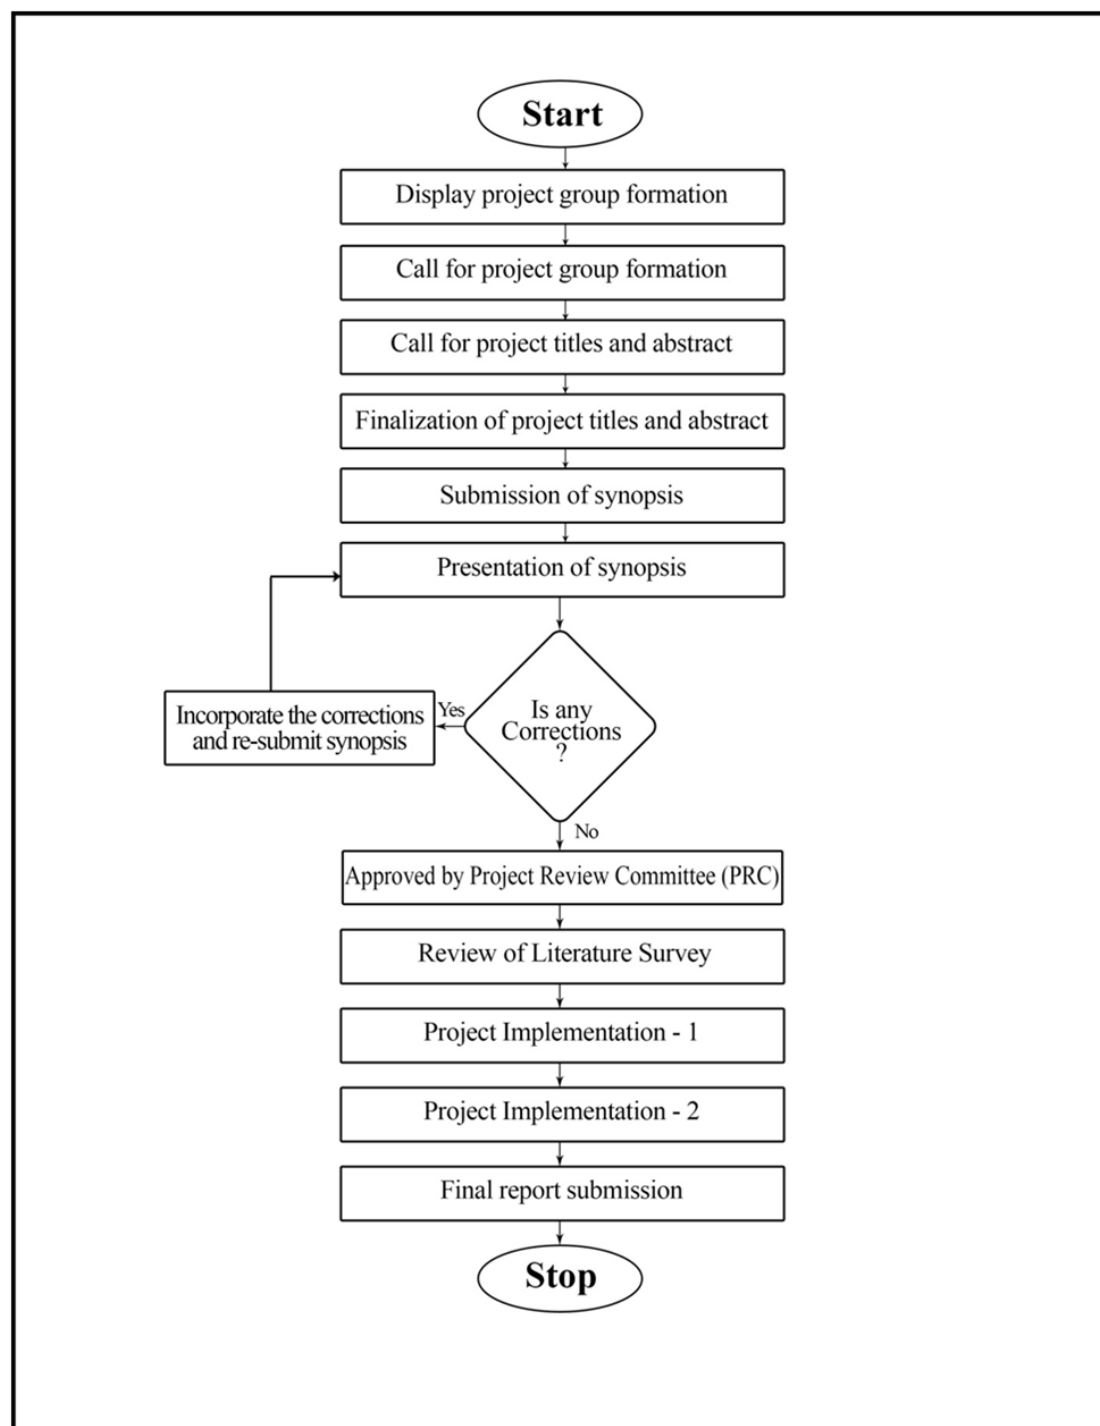 Start
Display project group formation
Call for project group formation
Call for project titles and abstract
Finalization of project titles and abstract
Submission of synopsis
Presentation of synopsis
Is any
Corrections
?
Yes
Incorporate the corrections
and re-submit synopsis
No
Approved by Project Review Committee (PRC)
Review of Literature Survey
Project Implementation - 1
Project Implementation - 2
Final report submission
Stop